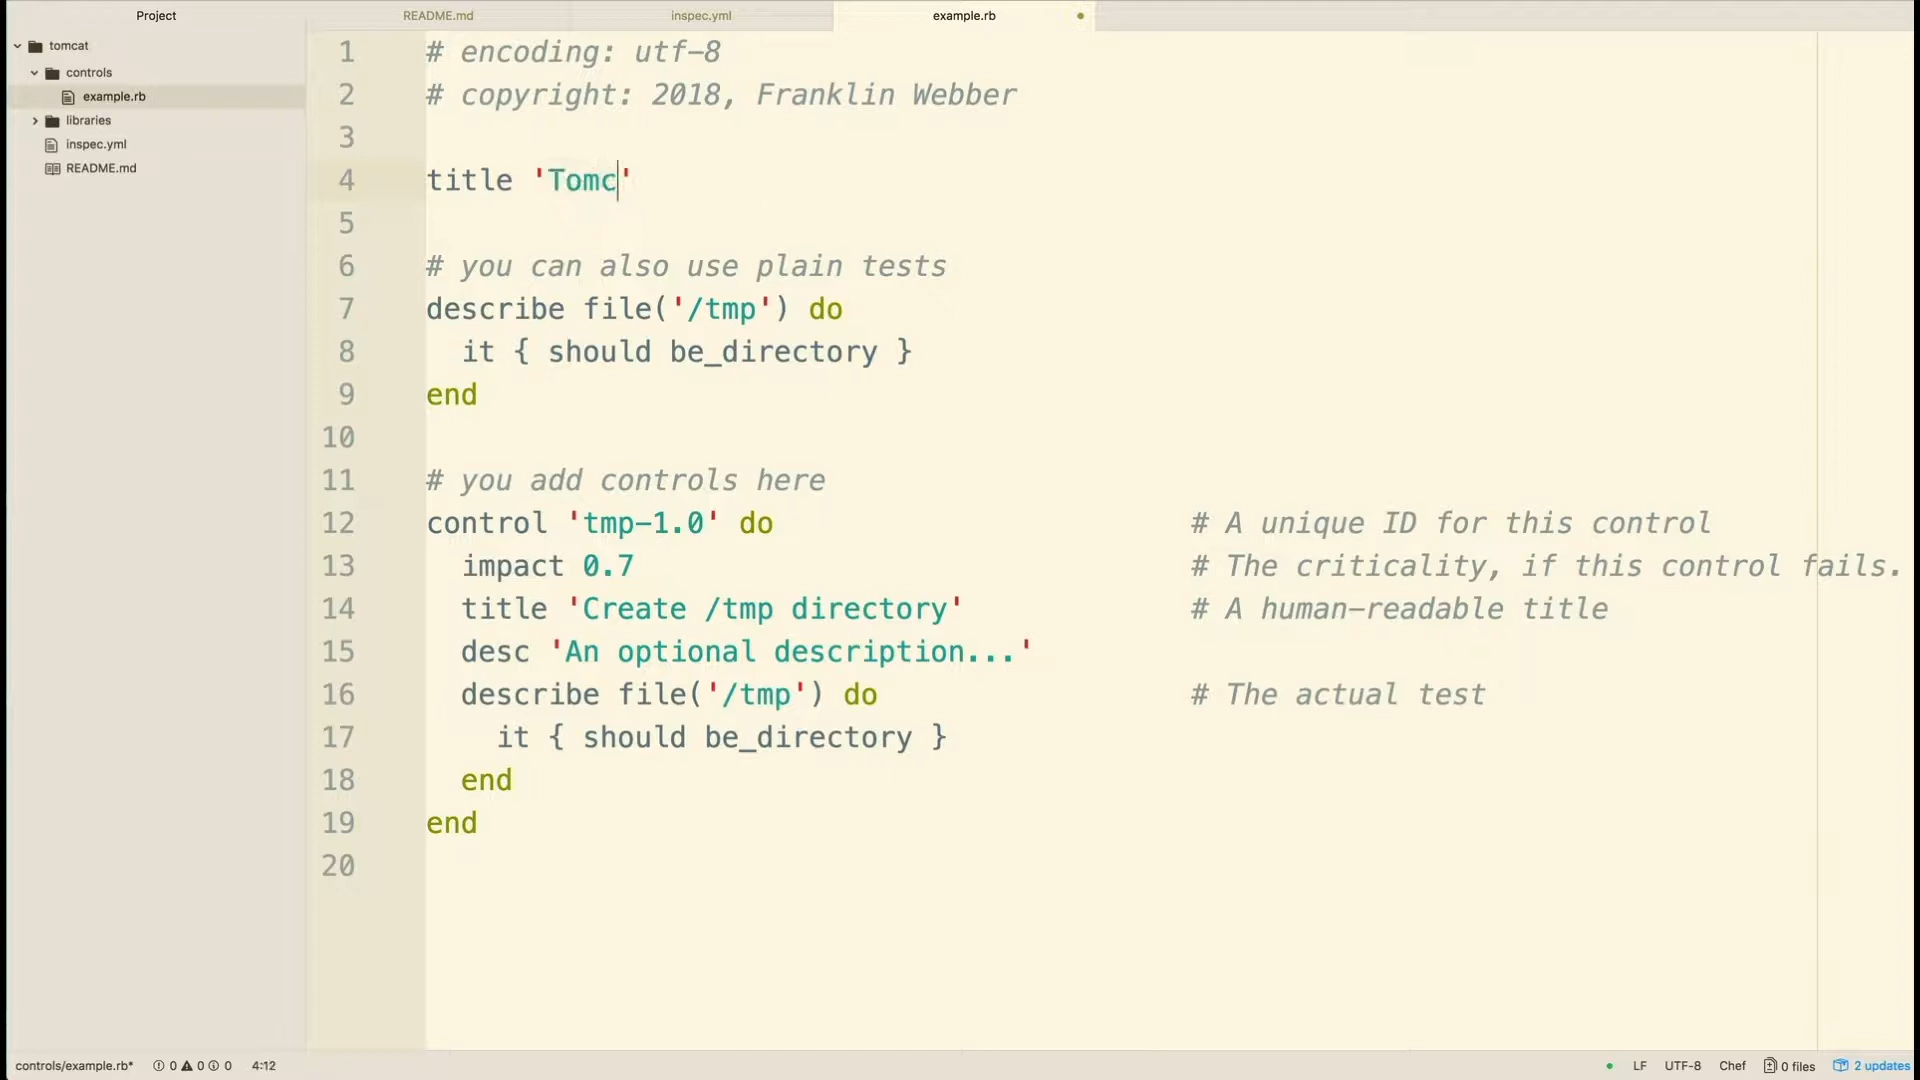 Project
README.md
inspec.yml
example.rb
tomcat
controls
example.rb
libraries
inspec.yml
README.md
1 # encoding: utf-8
2 # copyright: 2018, Franklin Webber
3
4 title 'Tomc'
5
6 # you can also use plain tests
7 describe file('/tmp') do
8 it { should be_directory }
9 end
10
11 # you add controls here
12 control 'tmp-1.0' do # A unique ID for this control
13 impact 0.7 # The criticality, if this control fails.
14 title 'Create /tmp directory' # A human-readable title
15 desc 'An optional description...'
16 describe file('/tmp') do # The actual test
17 it { should be_directory }
18 end
19 end
20
controls/example.rb* 0 0 0 4:12 LF UTF-8 Chef 0 files 2 updates